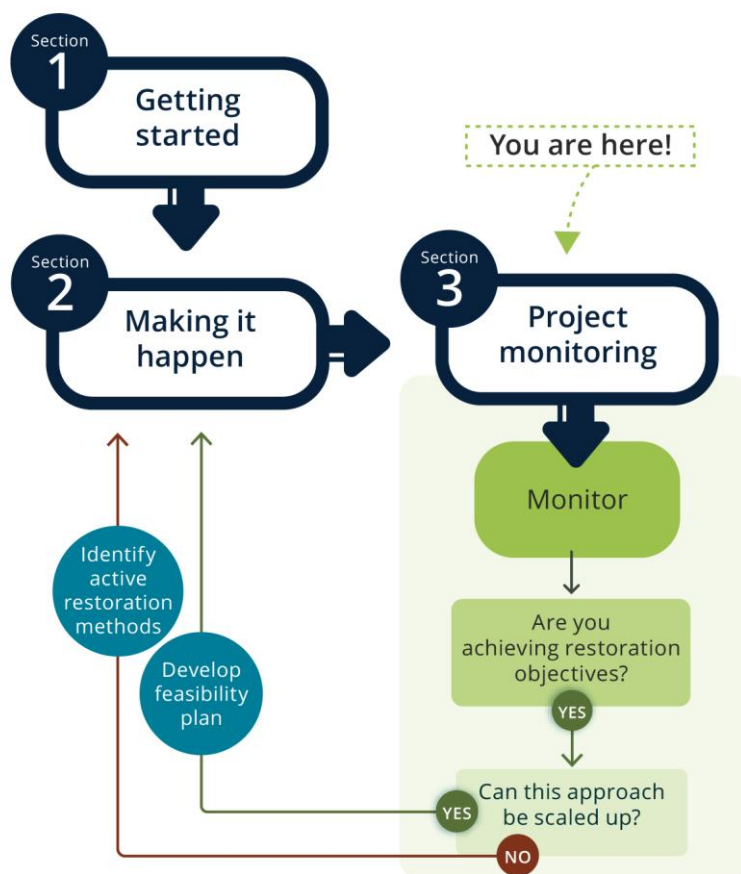 Section
1
Getting
started
You are here!
Section
2
Making it
happen
Section
3
Project
monitoring
Monitor
Identify
active
restoration
methods
Are you
achieving restoration
objectives?
Develop
feasibility
plan
YES
Can this approach
be scaled up?
YES
NO